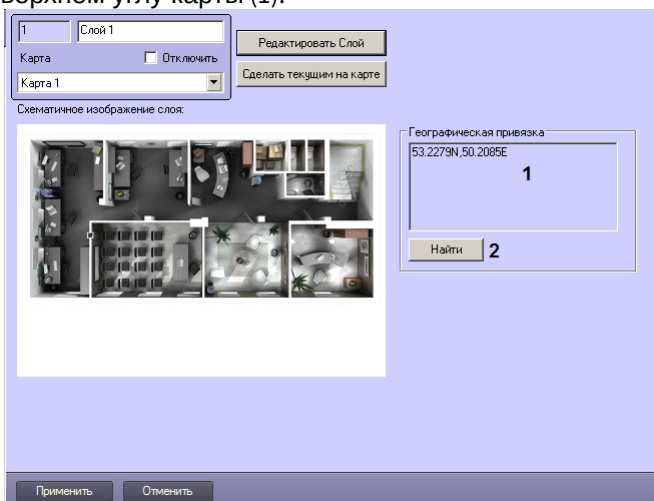 верхнем углу карты (1).
1 Слой 1
Редактировать Слой
Карта Отключить
Сделать текущим на карте
Карта 1
Схематичное изображение слоя:
Географическая привязка
53.2279N,50.2085E
1
Найти 2
Применить Отменить